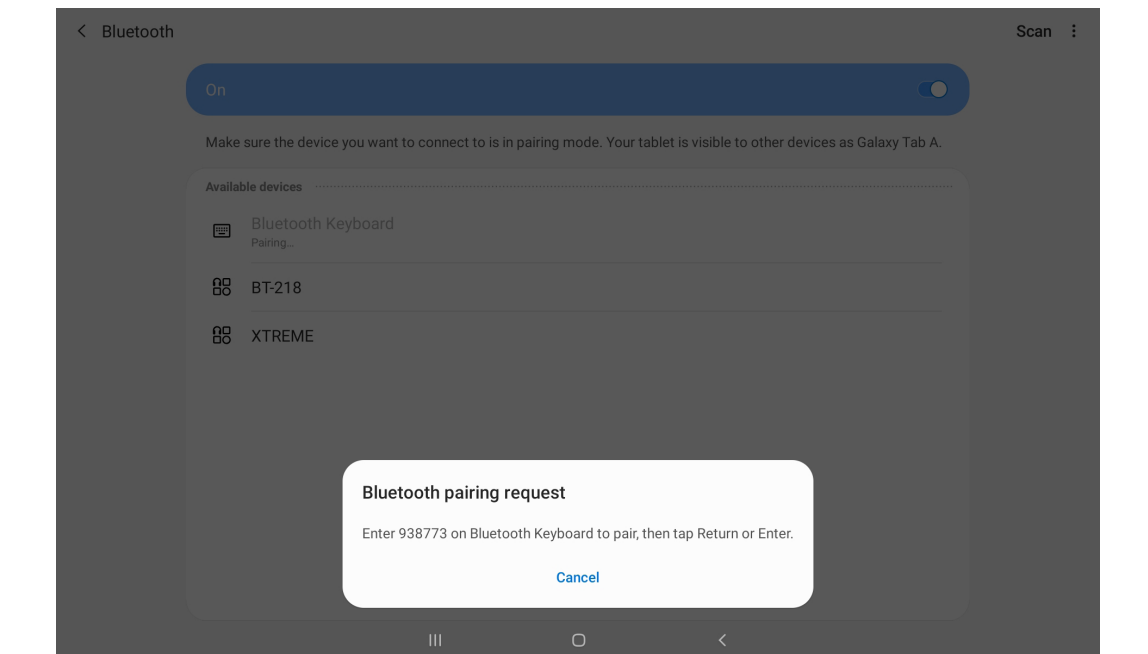 Bluetooth
Scan
On
Make sure the device you want to connect to is in pairing mode. Your tablet is visible to other devices as Galaxy Tab A.
Available devices
Bluetooth Keyboard
Pairing...
BT-218
XTREME
Bluetooth pairing request
Enter 938773 on Bluetooth Keyboard to pair, then tap Return or Enter.
Cancel